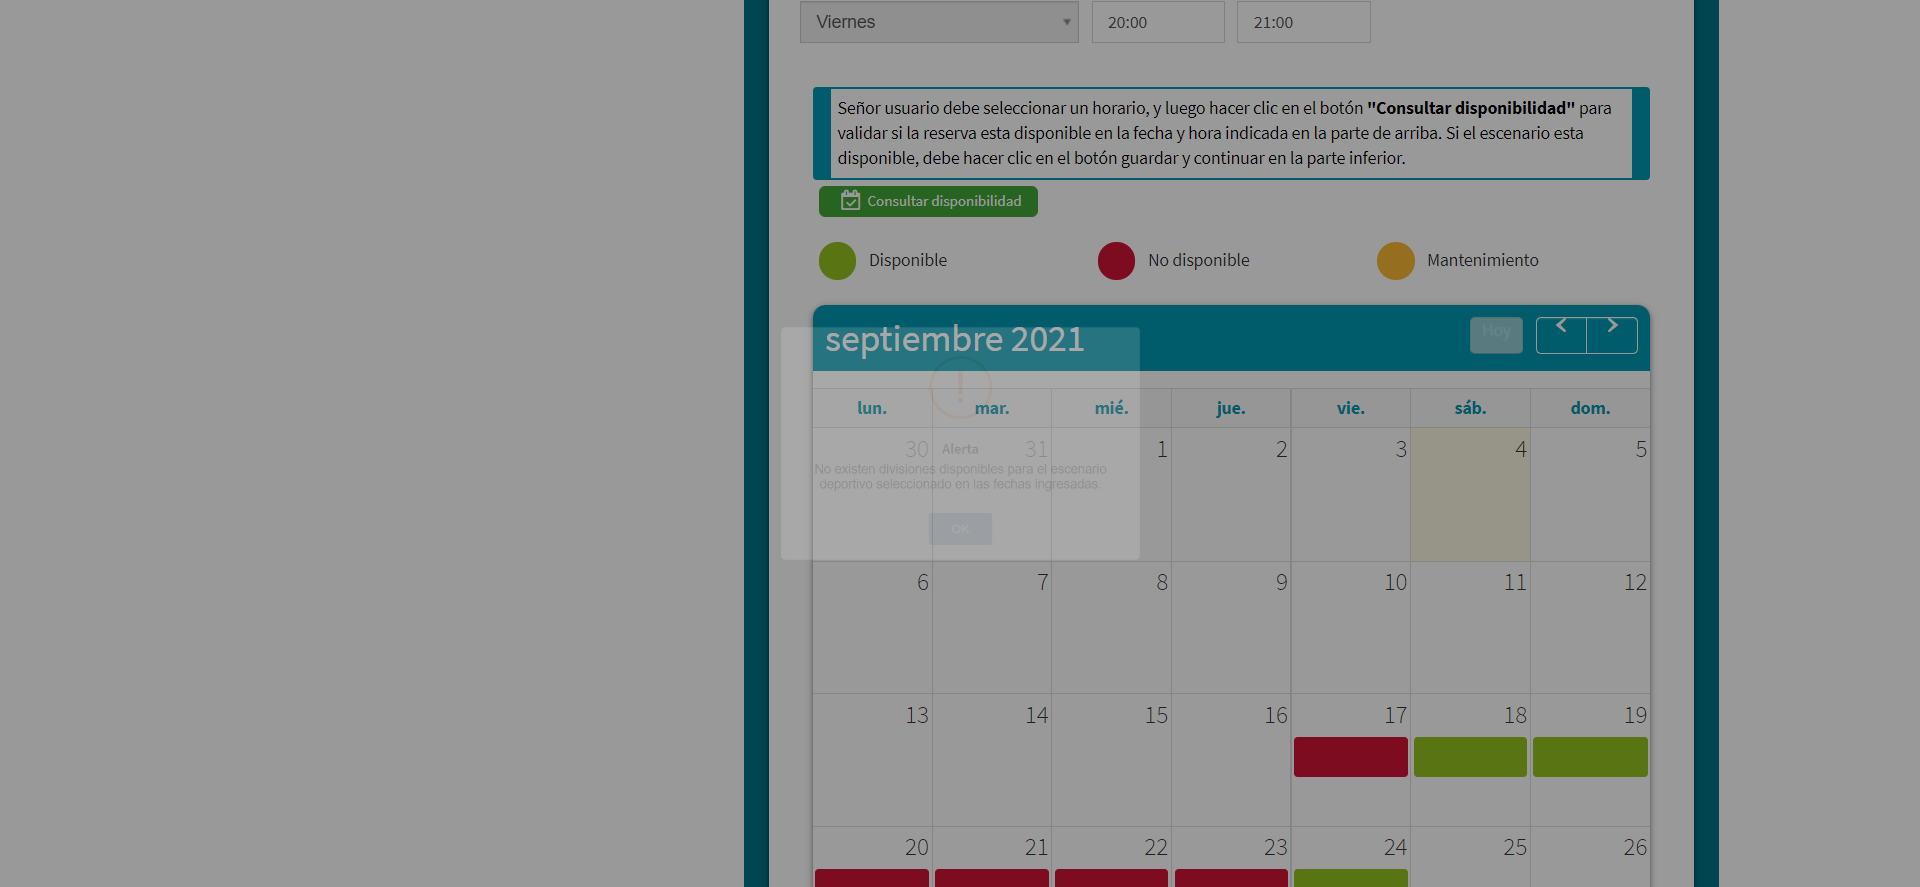 Viernes 20:00 21:00
Señor usuario debe seleccionar un horario, y luego hacer clic en el botón "Consultar disponibilidad" para
validar si la reserva esta disponible en la fecha y hora indicada en la parte de arriba. Si el escenario esta
disponible, debe hacer clic en el botón guardar y continuar en la parte inferior.
Consultar disponibilidad
Disponible No disponible Mantenimiento
septiembre 2021 Hoy
lun. mar. mié. jue. vie. sáb. dom.
30 31 1 2 3 4 5
Alerta
No existen divisiones disponibles para el escenario
deportivo seleccionado en las fechas ingresadas.
OK
6 7 8 9 10 11 12
13 14 15 16 17 18 19
20 21 22 23 24 25 26